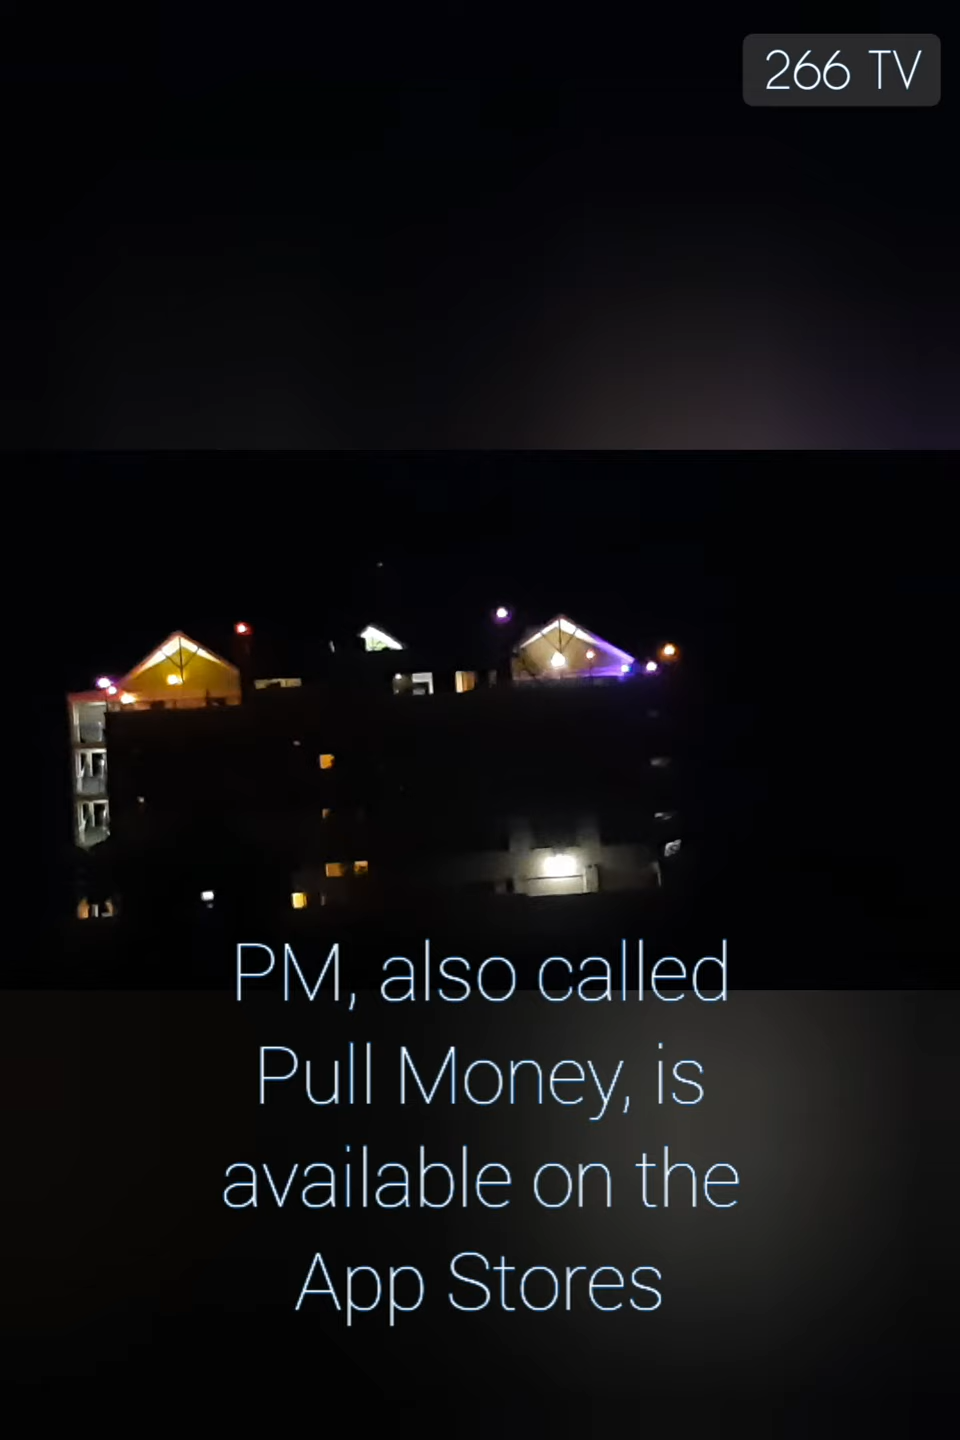 266 TV
PM, also called
Pull Money, is
available on the
App Stores